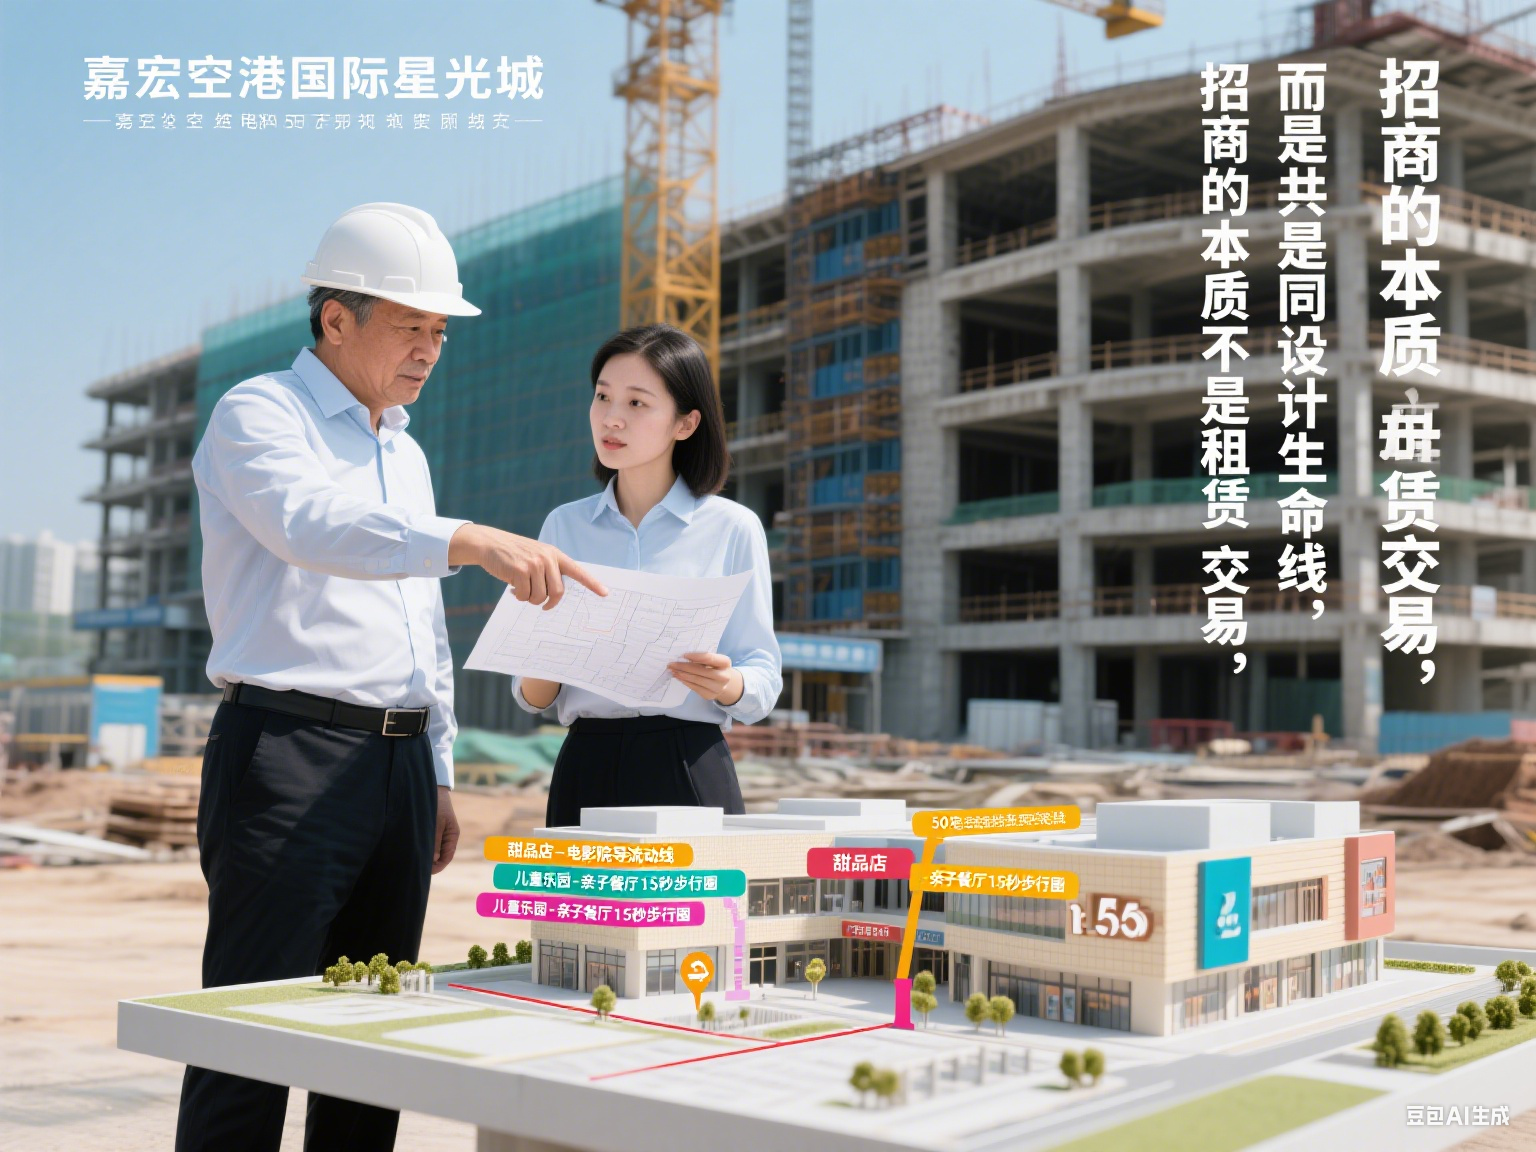 嘉宏空港国际星光城
招商的本质 赁交易，
而是共是同设计生命线，
招商的本质不是租赁 交易，
甜品店–电影院导流动线
儿童乐园-亲子餐厅15秒步行圈
儿童乐园-亲子餐厅15秒步行圈
50
甜品店
-亲子餐厅15秒步行圈
1.55
豆包AI生成